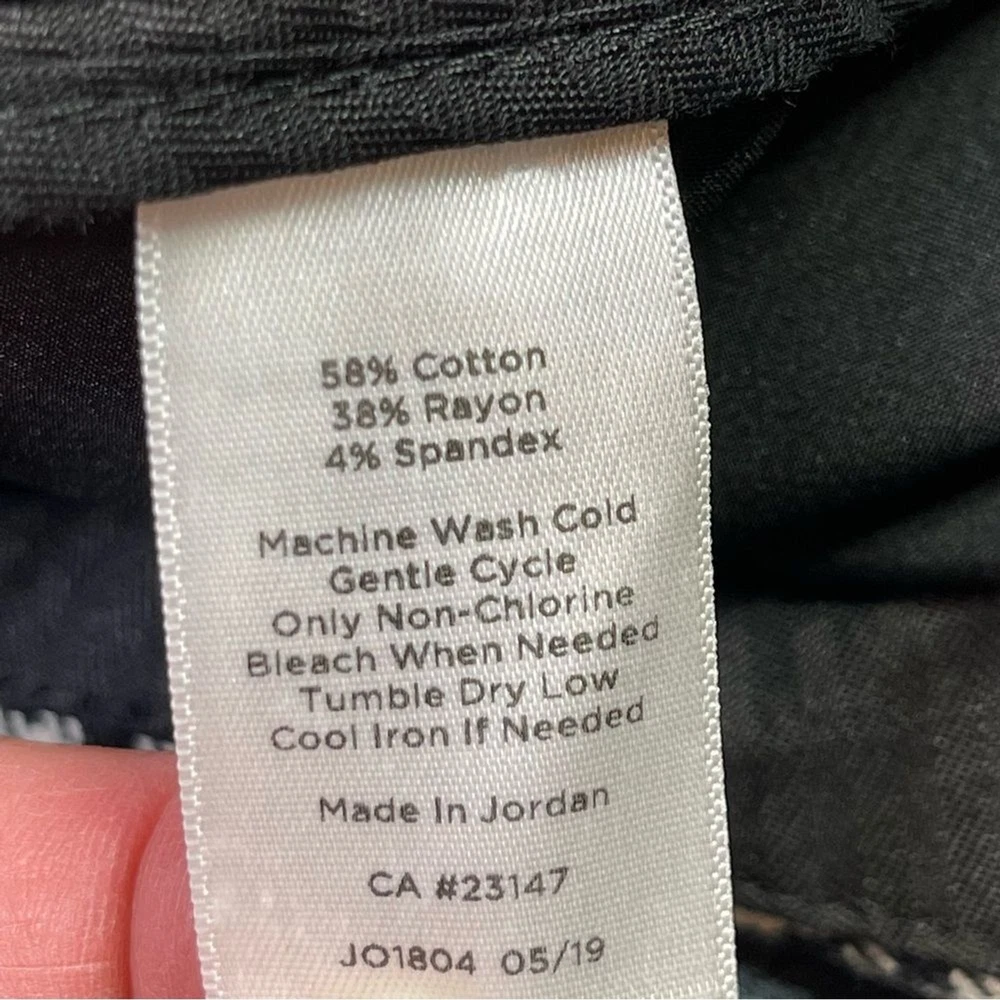 58% Cotton
38% Rayon
4% Spandex
Machine Wash Cold
Gentle Cycle
Only Non-Chlorine
Bleach When Needed
Tumble Dry Low
Cool Iron If Needed
Made In Jordan
CA #23147
JO1804 05/19